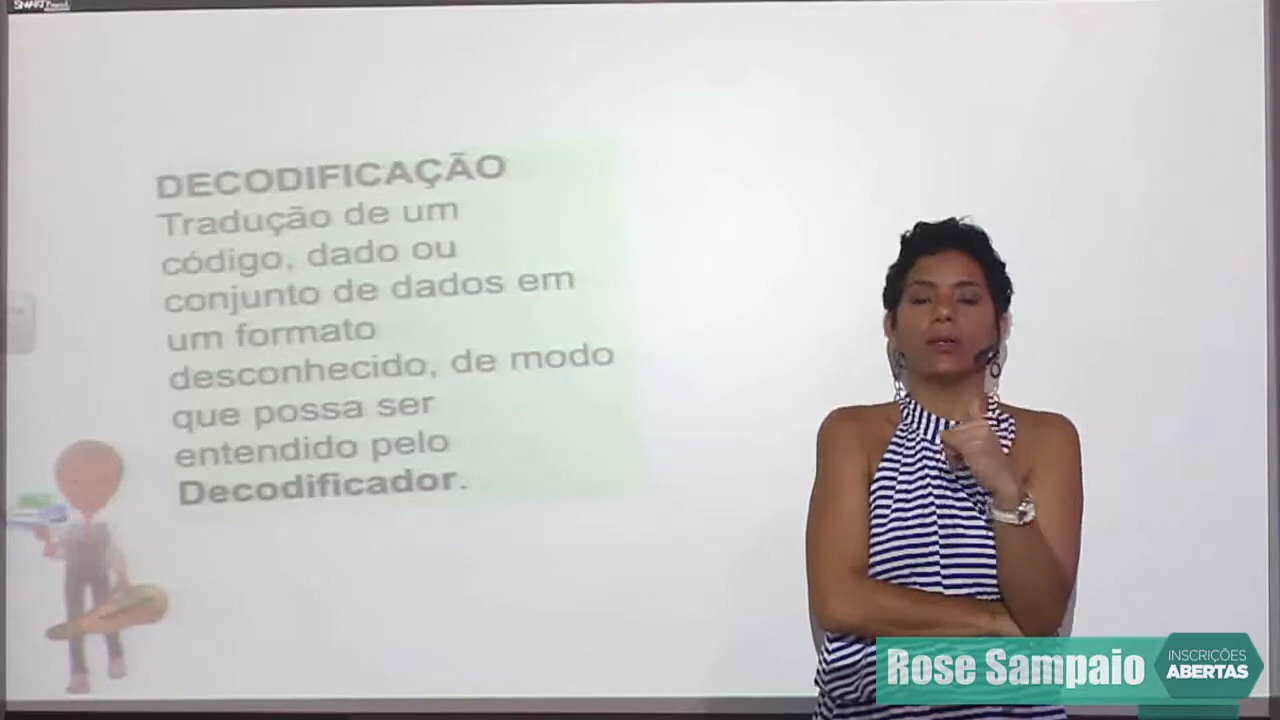 DECODIFICAÇÃO
Tradução de um
código, dado ou
conjunto de dados em
um formato
desconhecido, de modo
que possa ser
entendido pelo
Decodificador.
Rose Sampaio
INSCRIÇÕES
ABERTAS